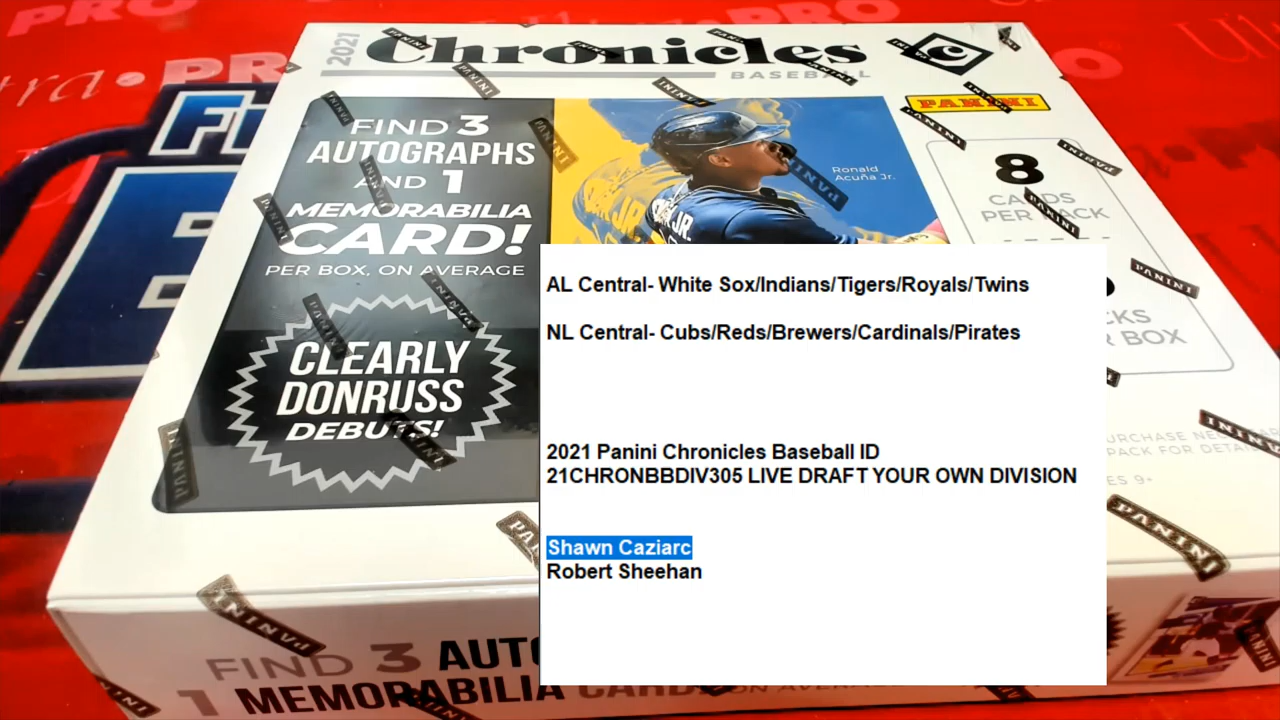 2021 Chronicles
BASEBALL
PANINI
FIND 3
AUTOGRAPHS
AND 1
MEMORABILIA
CARD!
PER BOX, ON AVERAGE
CLEARLY
DONRUSS
DEBUTS!
Ronald
Acuña Jr.
8
CARDS
PER PACK
BOX
AL Central- White Sox/Indians/Tigers/Royals/Twins
NL Central- Cubs/Reds/Brewers/Cardinals/Pirates
2021 Panini Chronicles Baseball ID
21CHRONBBDIV305 LIVE DRAFT YOUR OWN DIVISION
Shawn Caziarc
Robert Sheehan
FIND 3
1 MEMORABILIA